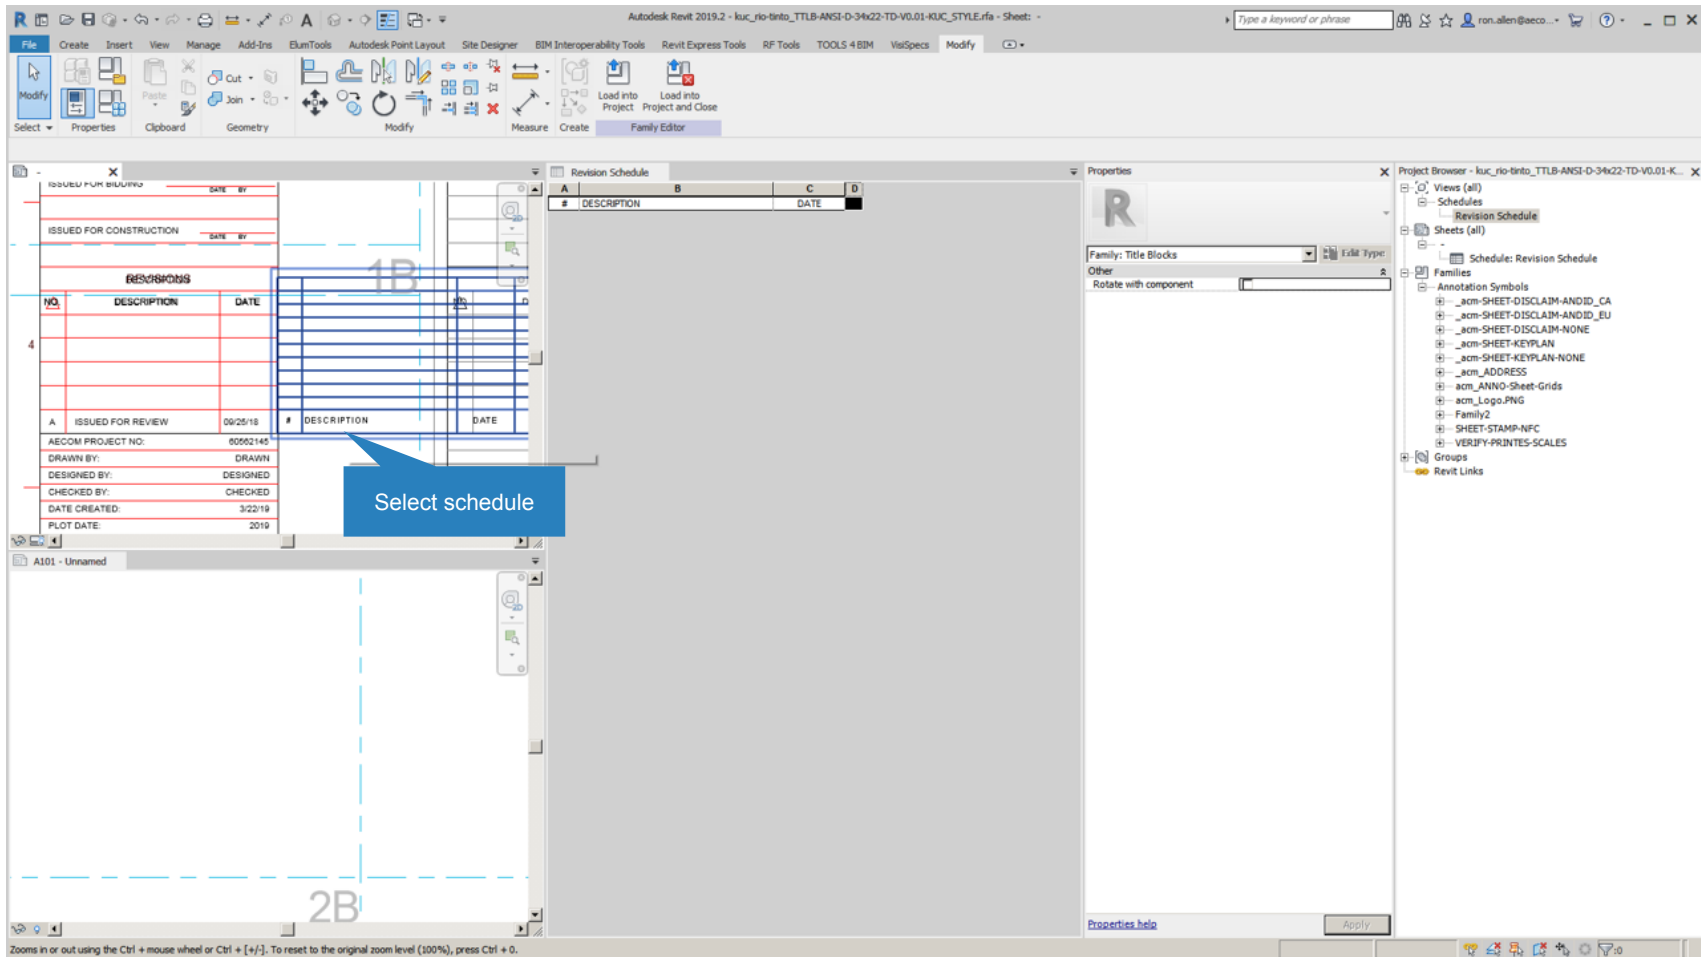 Autodesk Revit 2019.2 - kuc_rio-tinto_TTLB-ANSI-D-34x22-TD-V0.01-KUC_STYLE.rfa - Sheet: -
Type a keyword or phrase
ron.allen@aeco...
File Create Insert View Manage Add-Ins ElumTools Autodesk Point Layout Site Designer BIM Interoperability Tools Revit Express Tools RF Tools TOOLS 4 BIM VisiSpecs Modify
Modify
Paste
Cut
Join
Load into
Project
Load into
Project and Close
Select Properties Clipboard Geometry Modify Measure Create Family Editor
-
ISSUED FOR BIDDING
DATE BY
ISSUED FOR CONSTRUCTION
DATE BY
1B
REVISIONS
NO. DESCRIPTION DATE
4
A ISSUED FOR REVIEW 09/25/18
# DESCRIPTION DATE
AECOM PROJECT NO: 60562145
DRAWN BY: DRAWN
DESIGNED BY: DESIGNED
CHECKED BY: CHECKED
DATE CREATED: 3/22/19
PLOT DATE: 2019
Select schedule
A101 - Unnamed
2B
Revision Schedule
A B C D
# DESCRIPTION DATE
Properties
R
Family: Title Blocks
Edit Type
Other
Rotate with component
Properties help
Apply
Project Browser - kuc_rio-tinto_TTLB-ANSI-D-34x22-TD-V0.01-K...
Views (all)
Schedules
Revision Schedule
Sheets (all)
-
Schedule: Revision Schedule
Families
Annotation Symbols
_acm-SHEET-DISCLAIM-ANDID_CA
_acm-SHEET-DISCLAIM-ANDID_EU
_acm-SHEET-DISCLAIM-NONE
_acm-SHEET-KEYPLAN
_acm-SHEET-KEYPLAN-NONE
_acm_ADDRESS
acm_ANNO-Sheet-Grids
acm_Logo.PNG
Family2
SHEET-STAMP-NFC
VERIFY-PRINTES-SCALES
Groups
Revit Links
Zooms in or out using the Ctrl + mouse wheel or Ctrl + [+/-]. To reset to the original zoom level (100%), press Ctrl + 0.
:0